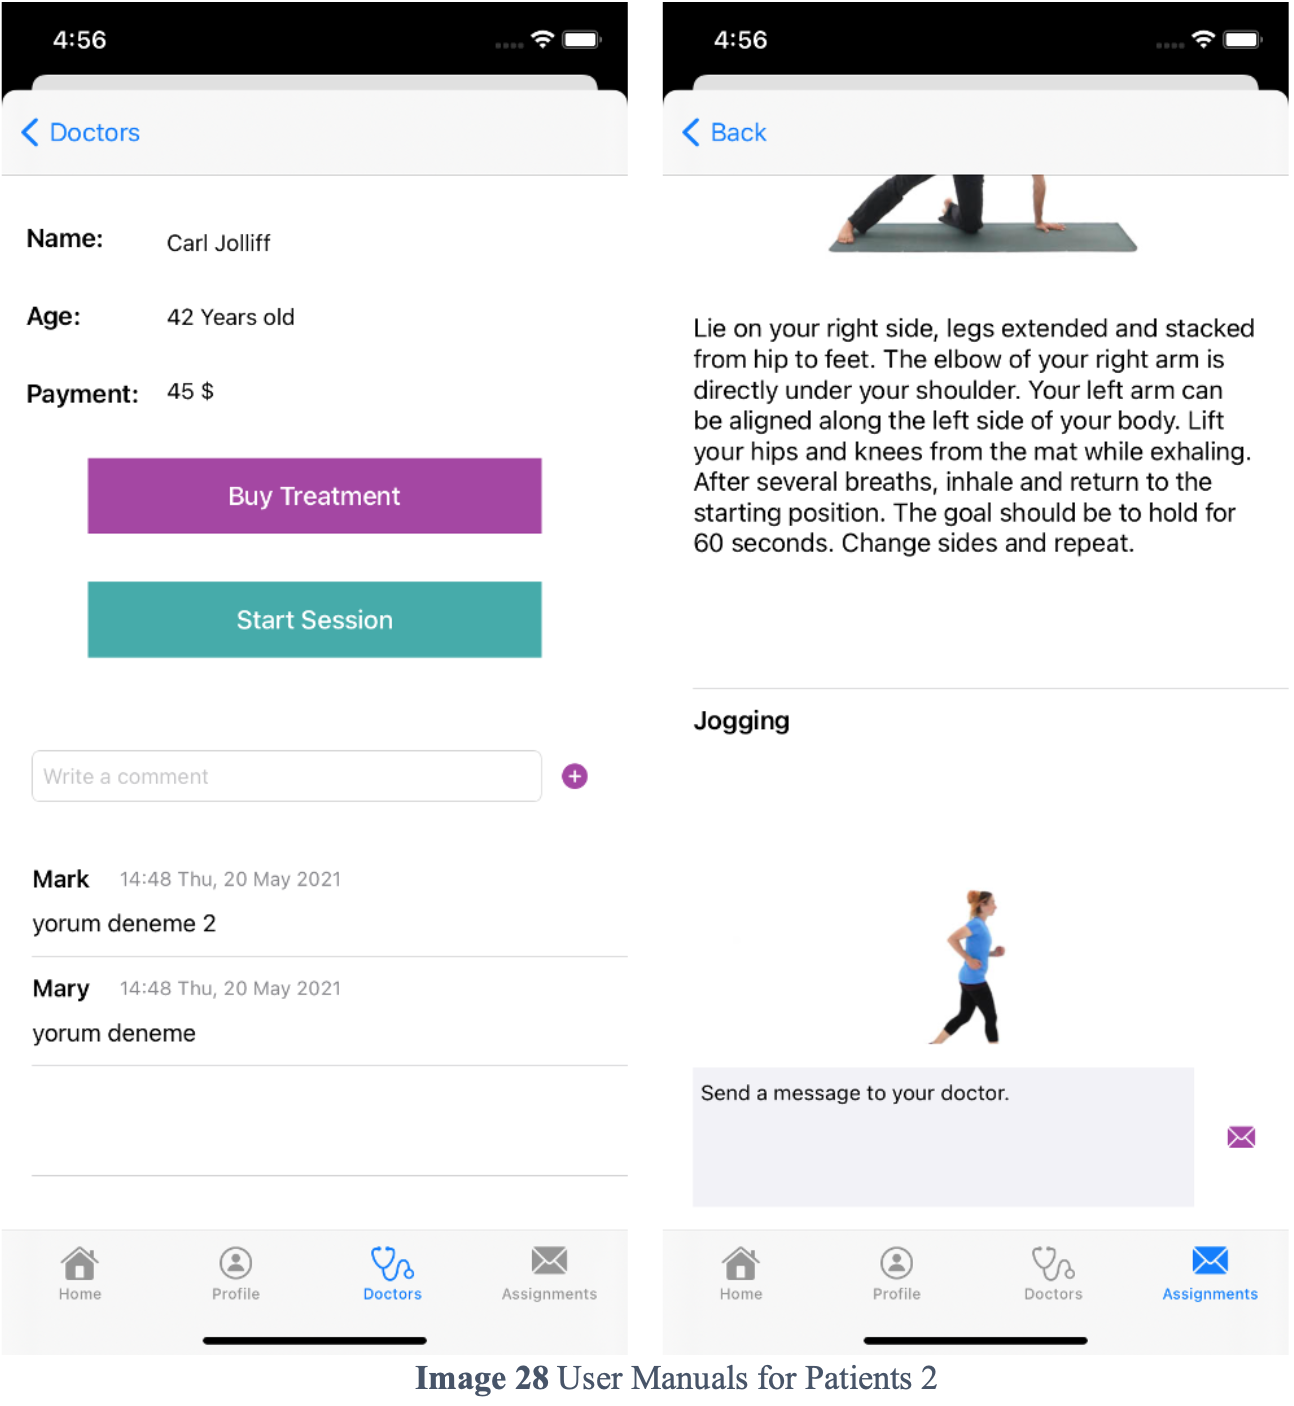 4:56
Doctors
Name: Carl Jolliff
Age: 42 Years old
Payment: 45 $
Buy Treatment
Start Session
Write a comment
Mark 14:48 Thu, 20 May 2021
yorum deneme 2
Mary 14:48 Thu, 20 May 2021
yorum deneme
Home Profile Doctors Assignments
4:56
Back
Lie on your right side, legs extended and stacked
from hip to feet. The elbow of your right arm is
directly under your shoulder. Your left arm can
be aligned along the left side of your body. Lift
your hips and knees from the mat while exhaling.
After several breaths, inhale and return to the
starting position. The goal should be to hold for
60 seconds. Change sides and repeat.
Jogging
Send a message to your doctor.
Home Profile Doctors Assignments
Image 28 User Manuals for Patients 2